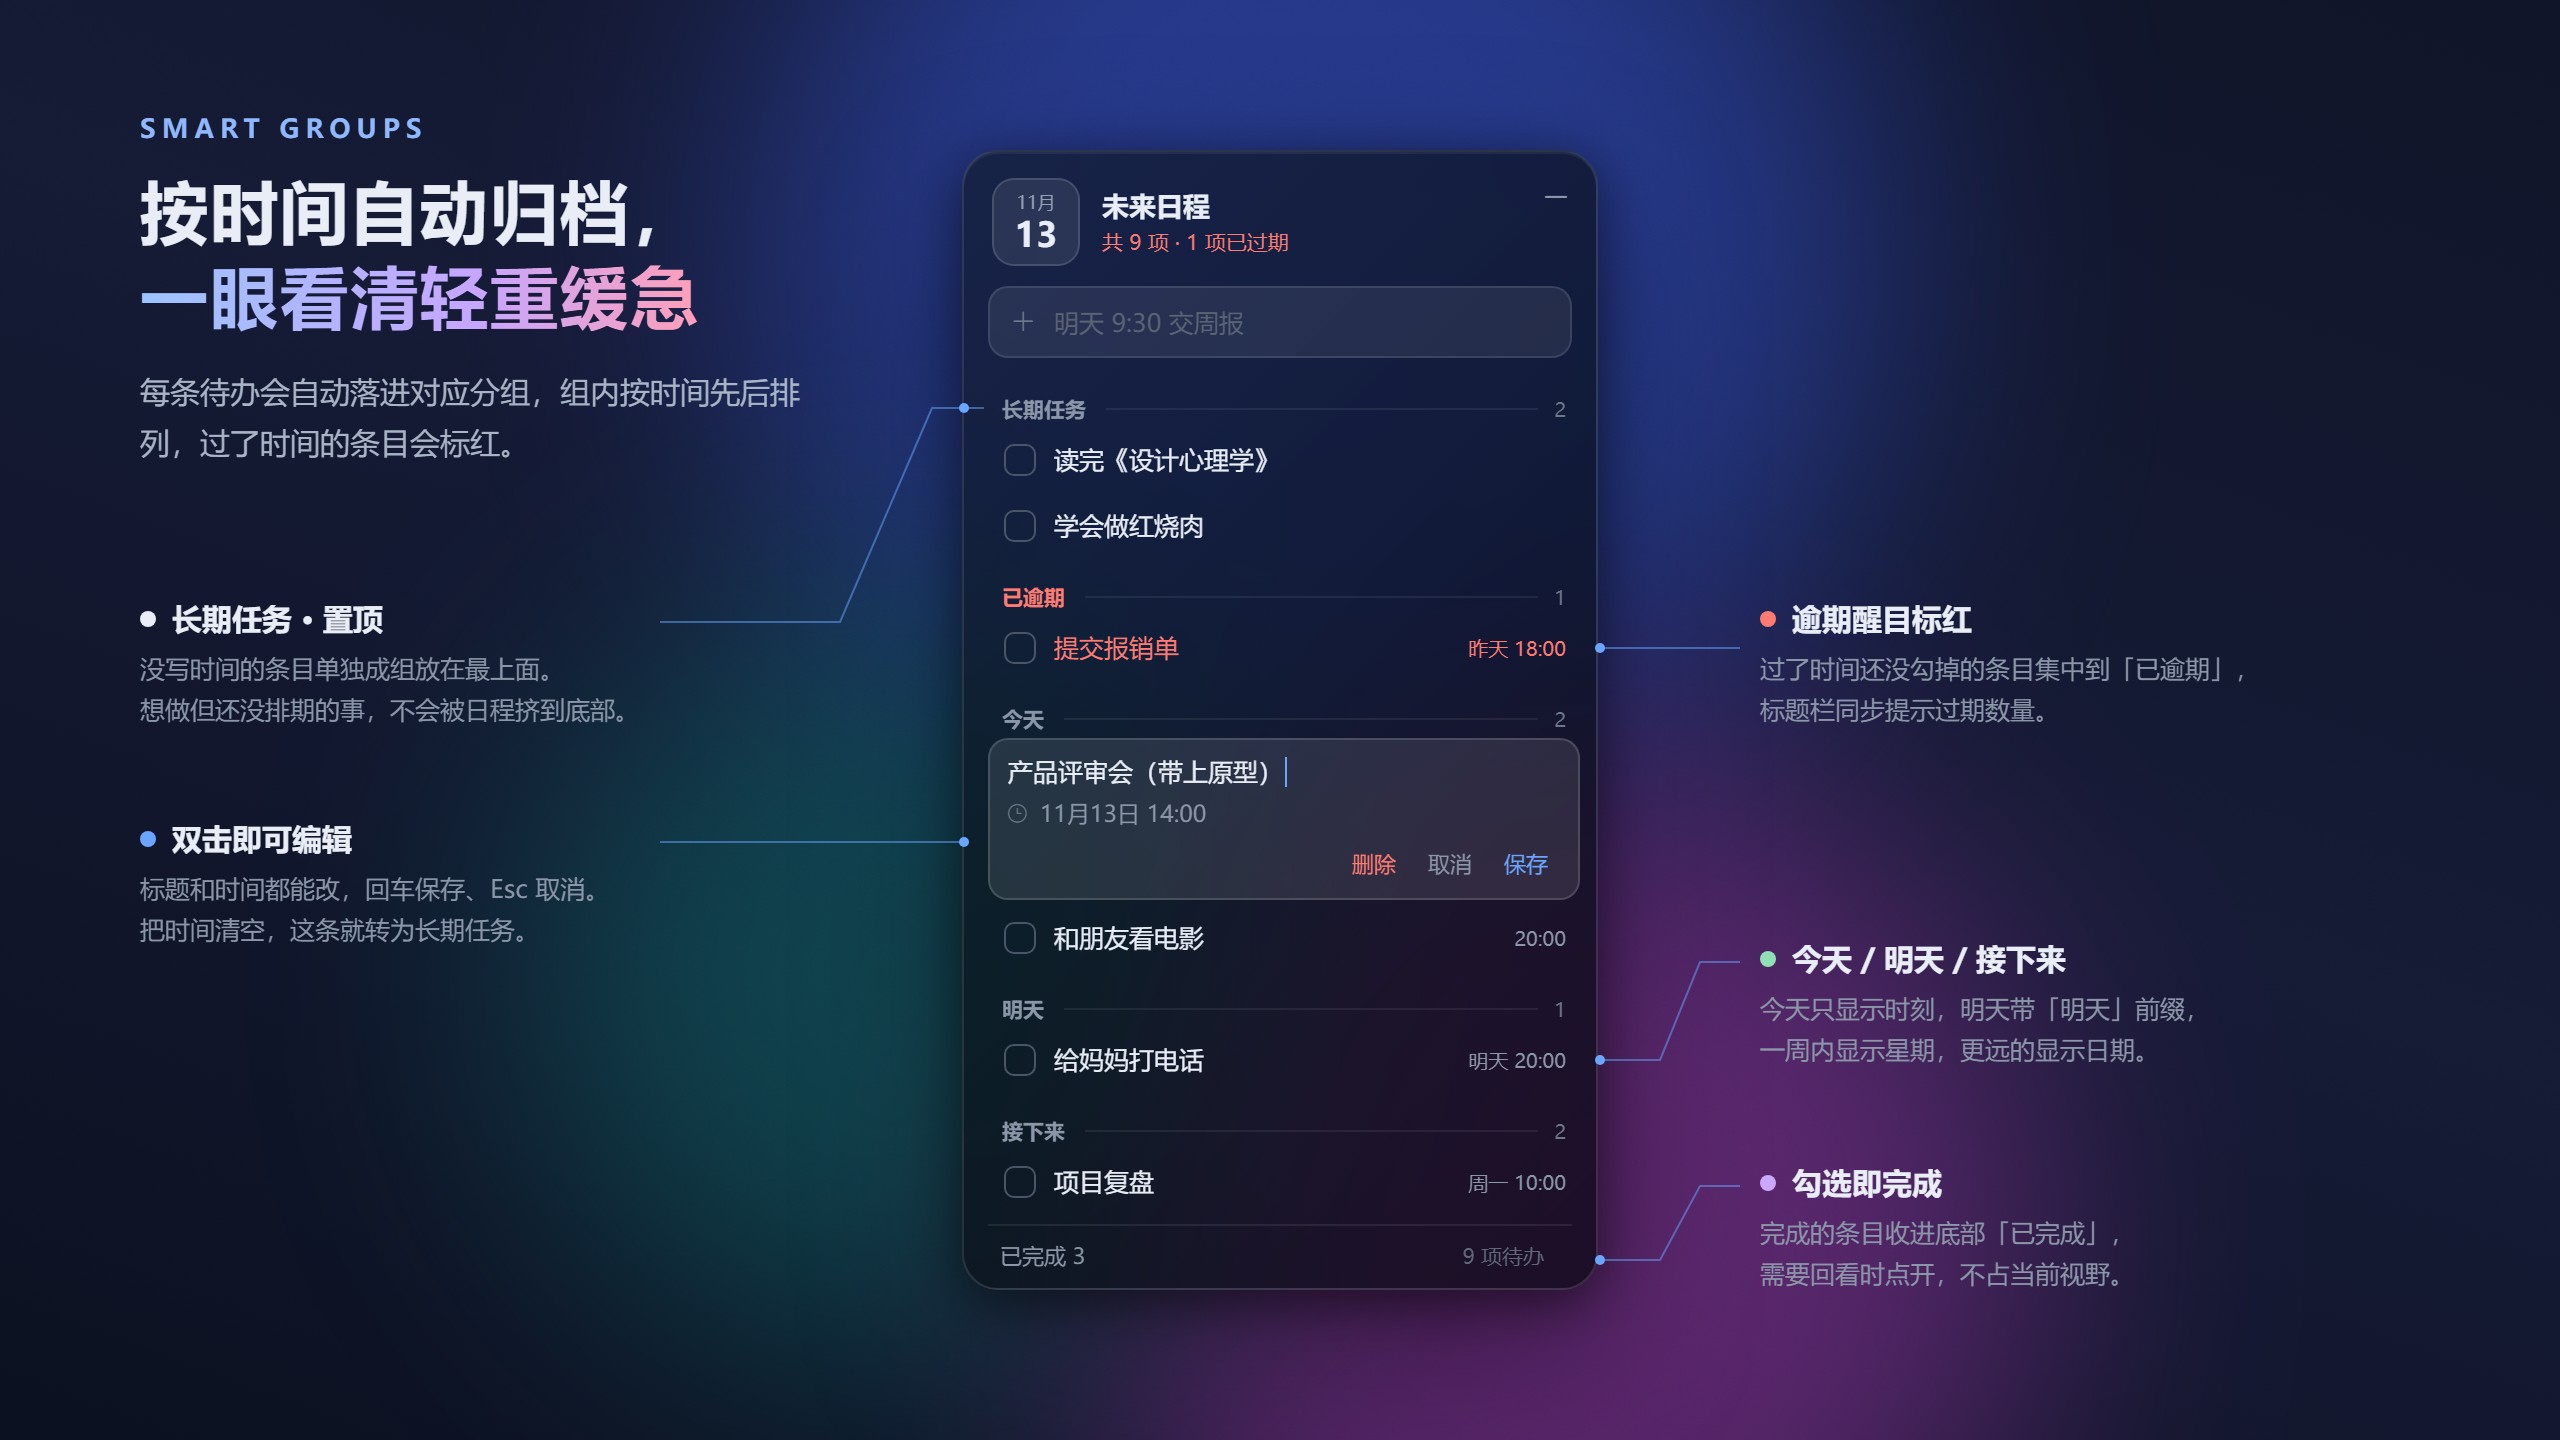 SMART GROUPS
按时间自动归档，
一眼看清轻重缓急
每条待办会自动落进对应分组，组内按时间先后排
列，过了时间的条目会标红。
长期任务 · 置顶
没写时间的条目单独成组放在最上面。
想做但还没排期的事，不会被日程挤到底部。
双击即可编辑
标题和时间都能改，回车保存、Esc 取消。
把时间清空，这条就转为长期任务。
11月
13
未来日程
共 9 项 · 1 项已过期
明天 9:30 交周报
长期任务 2
读完《设计心理学》
学会做红烧肉
已逾期 1
提交报销单 昨天 18:00
今天 2
产品评审会（带上原型）
11月13日 14:00
删除 取消 保存
和朋友看电影 20:00
明天 1
给妈妈打电话 明天 20:00
接下来 2
项目复盘 周一 10:00
已完成 3 9 项待办
逾期醒目标红
过了时间还没勾掉的条目集中到「已逾期」，
标题栏同步提示过期数量。
今天 / 明天 / 接下来
今天只显示时刻，明天带「明天」前缀，
一周内显示星期，更远的显示日期。
勾选即完成
完成的条目收进底部「已完成」，
需要回看时点开，不占当前视野。